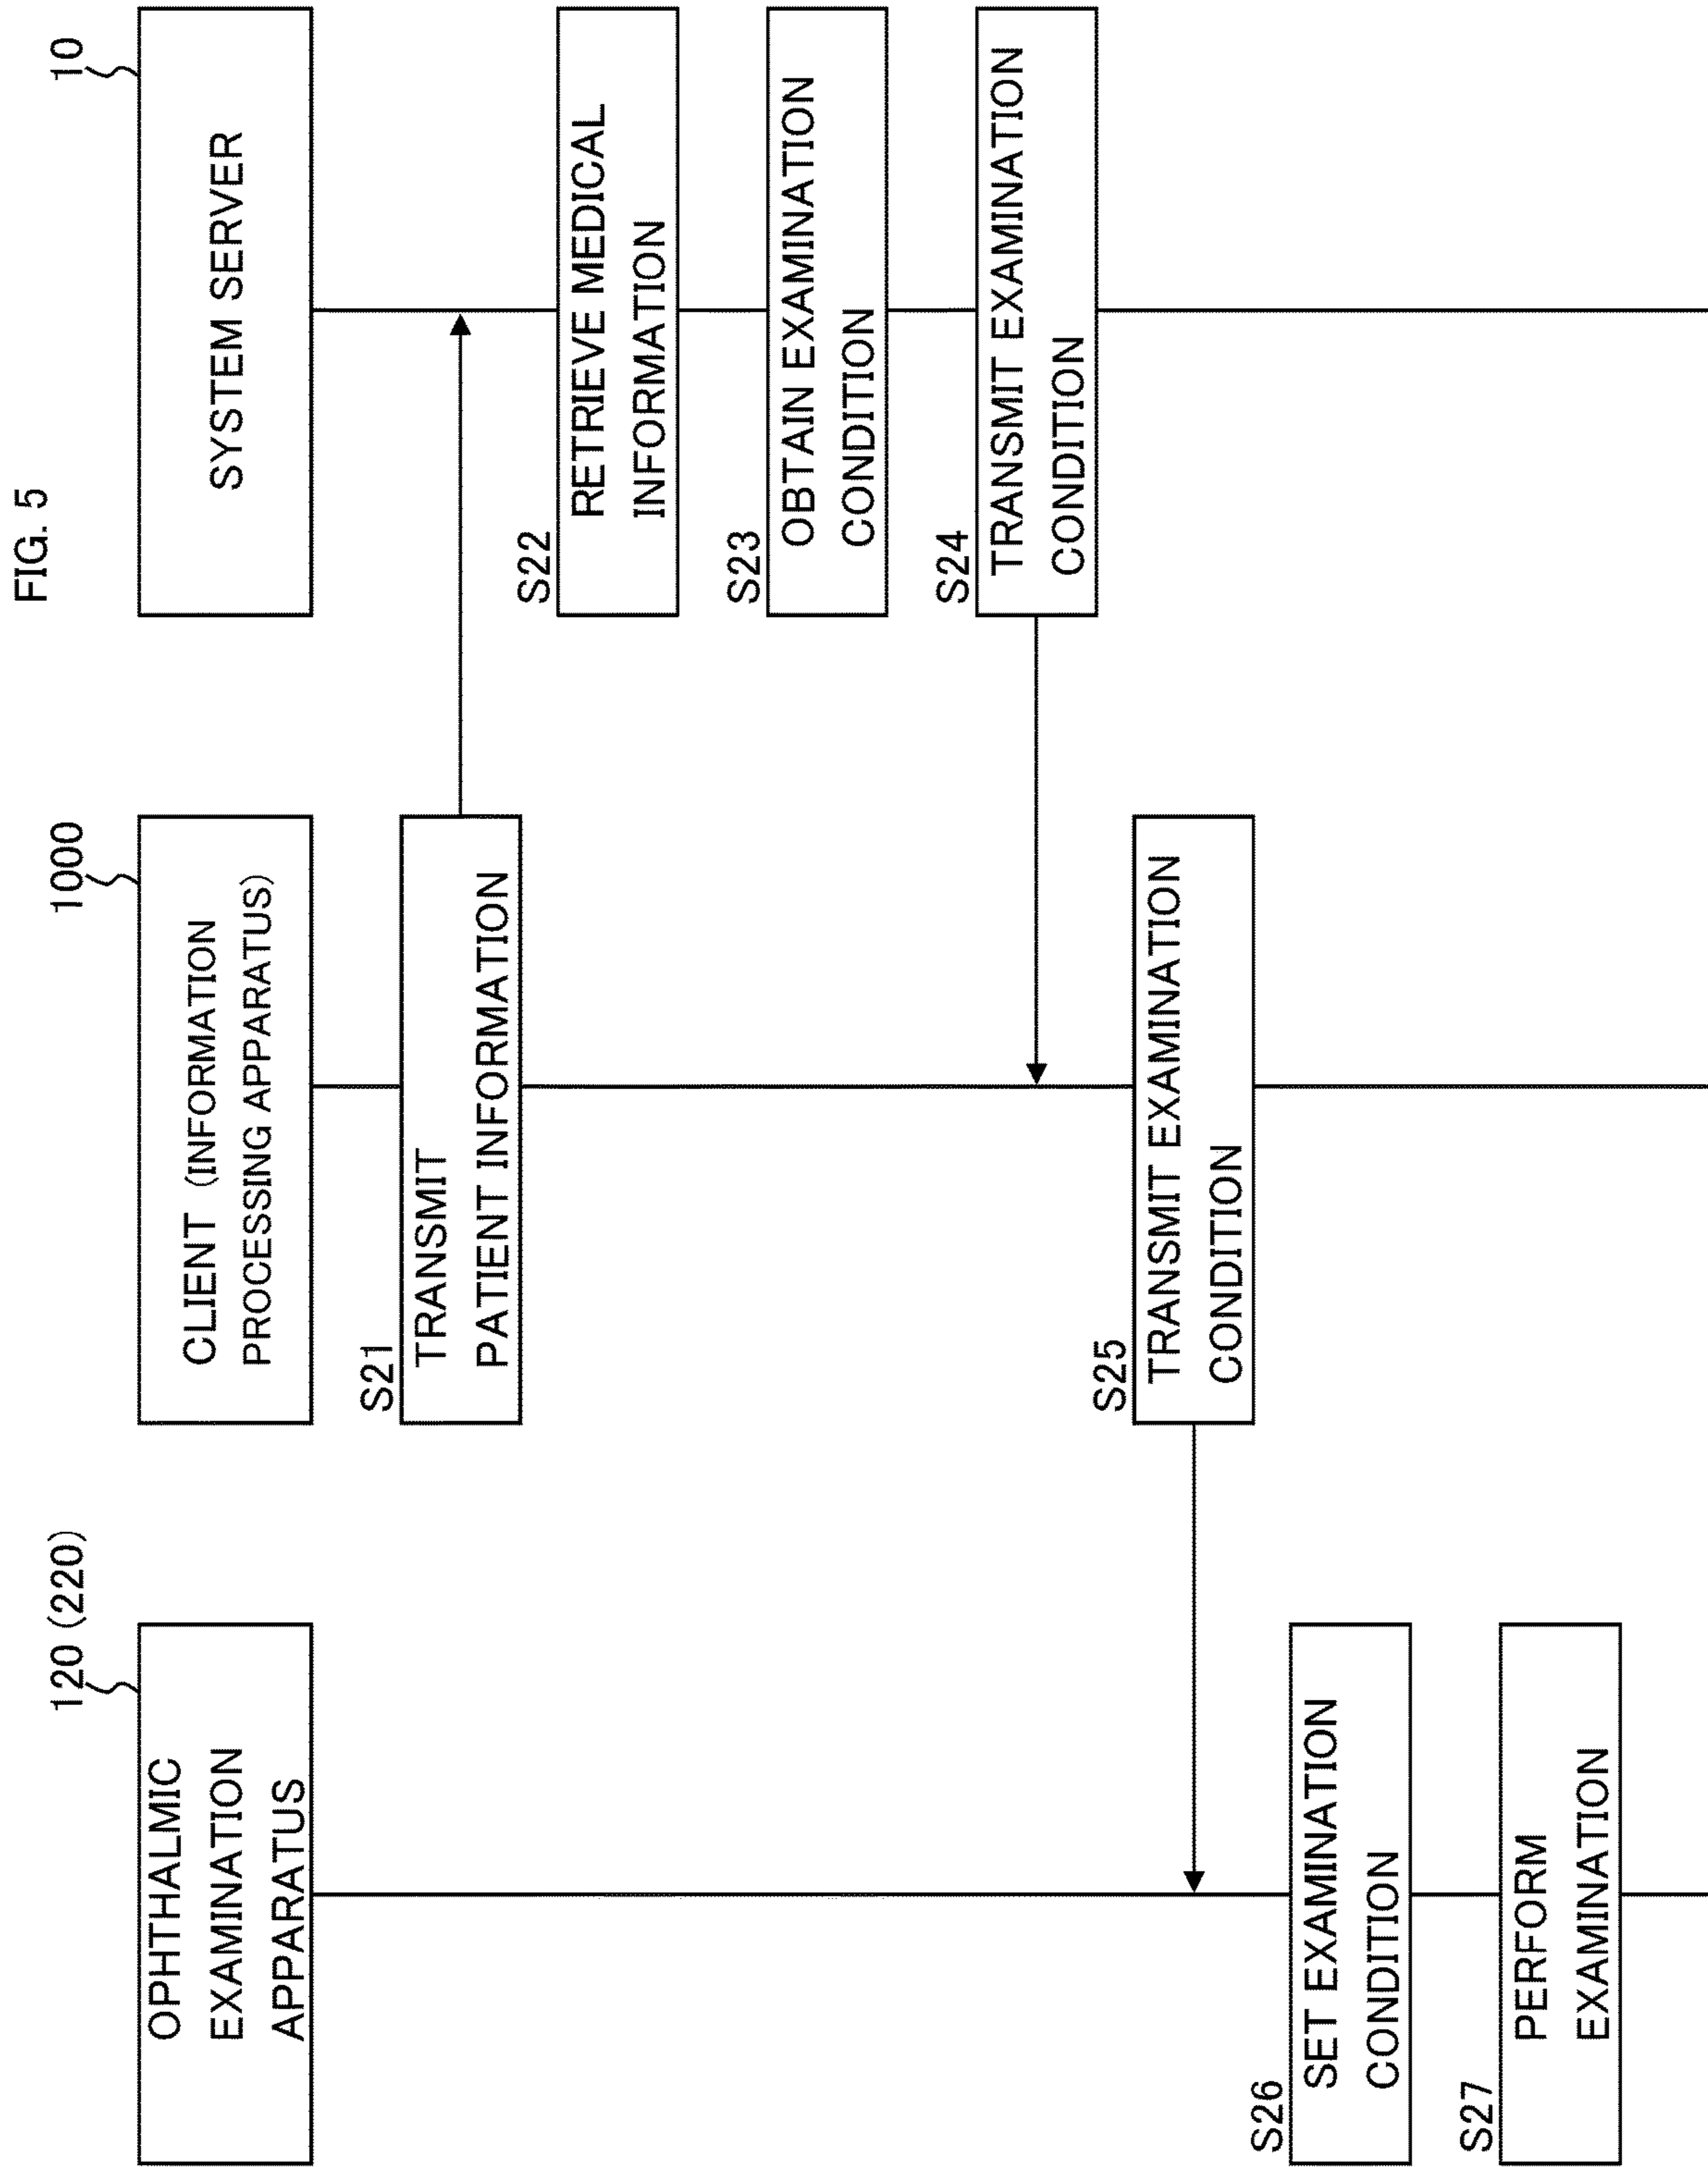 FIG. 5
120 (220)
OPHTHALMIC
EXAMINATION
APPARATUS
1000
CLIENT (INFORMATION
PROCESSING APPARATUS)
10
SYSTEM SERVER
S21
TRANSMIT
PATIENT INFORMATION
S22
RETRIEVE MEDICAL
INFORMATION
S23
OBTAIN EXAMINATION
CONDITION
S24
TRANSMIT EXAMINATION
CONDITION
S25
TRANSMIT EXAMINATION
CONDITION
S26
SET EXAMINATION
CONDITION
S27
PERFORM
EXAMINATION